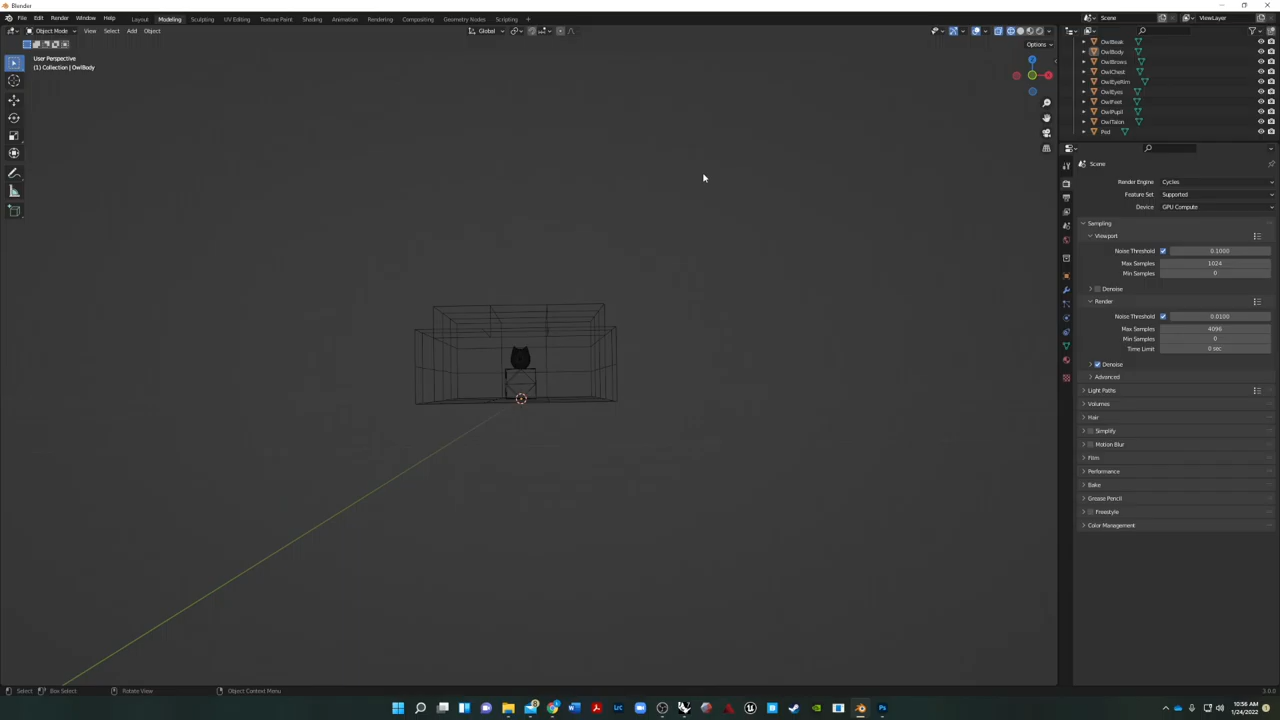 Blender
File Edit Render Window Help Layout Modeling Sculpting UV Editing Texture Paint Shading Animation Rendering Compositing Geometry Nodes Scripting + Scene ViewLayer
Object Mode View Select Add Object Global
Options
User Perspective
(1) Collection | OwlBody
OwlBeak
OwlBody
OwlBrows
OwlChest
OwlEyeRim
OwlEyes
OwlFeet
OwlPupil
OwlTalon
Scene
Render Engine Cycles
Feature Set Supported
Device GPU Compute
Sampling
Viewport
Noise Threshold 0.1000
Max Samples 1024
Min Samples 0
Denoise
Render
Noise Threshold 0.0100
Max Samples 4096
Min Samples 0
Time Limit 0 sec
Denoise
Advanced
Light Paths
Volumes
Hair
Simplify
Motion Blur
Film
Performance
Bake
Grease Pencil
Freestyle
Color Management
Select Box Select Rotate View Object Context Menu 3.0.0
10:56 AM
1/24/2022